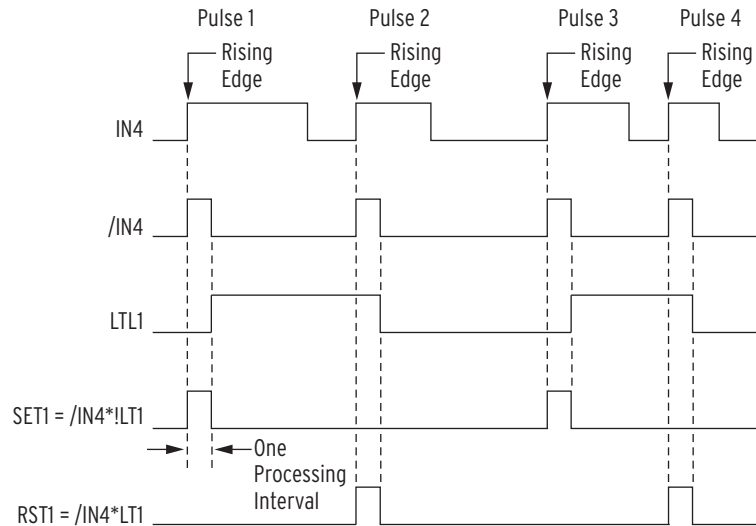 Pulse 1 Pulse 2 Pulse 3 Pulse 4
Rising Edge Rising Edge Rising Edge Rising Edge
IN4
/IN4
LTL1
SET1 = /IN4*!LT1
One
Processing
Interval
RST1 = /IN4*LT1